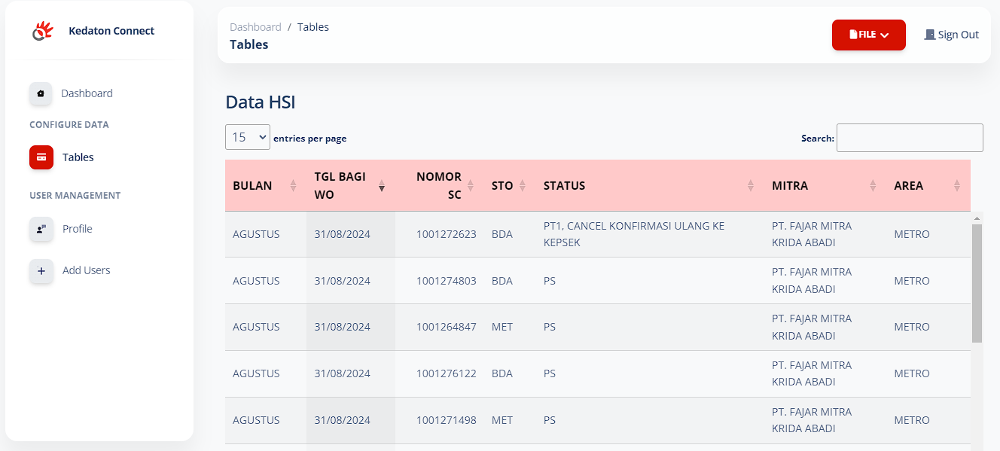 Kedaton Connect
Dashboard
CONFIGURE DATA
Tables
USER MANAGEMENT
Profile
Add Users
Dashboard / Tables
Tables
FILE
Sign Out
Data HSI
15 entries per page
Search:
BULAN TGL BAGI WO NOMOR SC STO STATUS MITRA AREA
AGUSTUS 31/08/2024 1001272623 BDA PT1, CANCEL KONFIRMASI ULANG KE KEPSEK PT. FAJAR MITRA KRIDA ABADI METRO
AGUSTUS 31/08/2024 1001274803 BDA PS PT. FAJAR MITRA KRIDA ABADI METRO
AGUSTUS 31/08/2024 1001264847 MET PS PT. FAJAR MITRA KRIDA ABADI METRO
AGUSTUS 31/08/2024 1001276122 BDA PS PT. FAJAR MITRA KRIDA ABADI METRO
AGUSTUS 31/08/2024 1001271498 MET PS PT. FAJAR MITRA KRIDA ABADI METRO